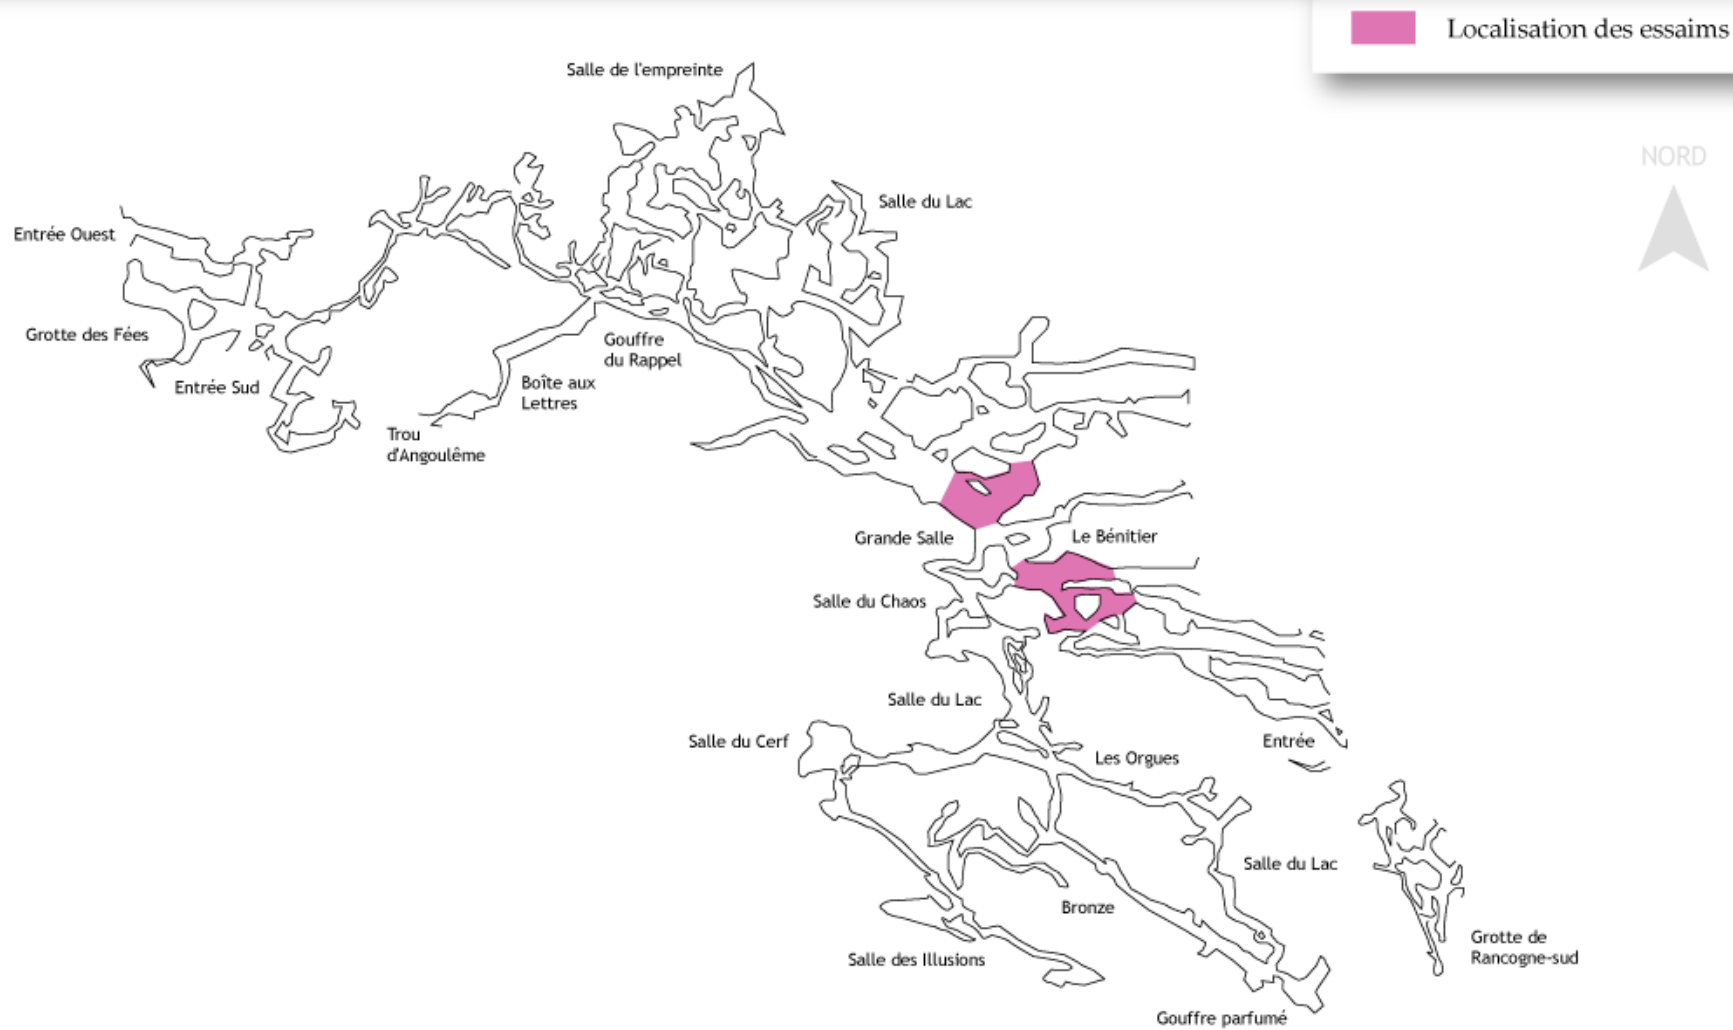 Localisation des essaims
Salle de l'empreinte
NORD
Salle du Lac
Entrée Ouest
Grotte des Fées
Gouffre
du Rappel
Entrée Sud
Boîte aux
Lettres
Trou
d'Angoulême
Grande Salle
Le Bénitier
Salle du Chaos
Salle du Lac
Salle du Cerf
Entrée
Les Orgues
Salle du Lac
Bronze
Grotte de
Rancogne-sud
Salle des Illusions
Gouffre parfumé